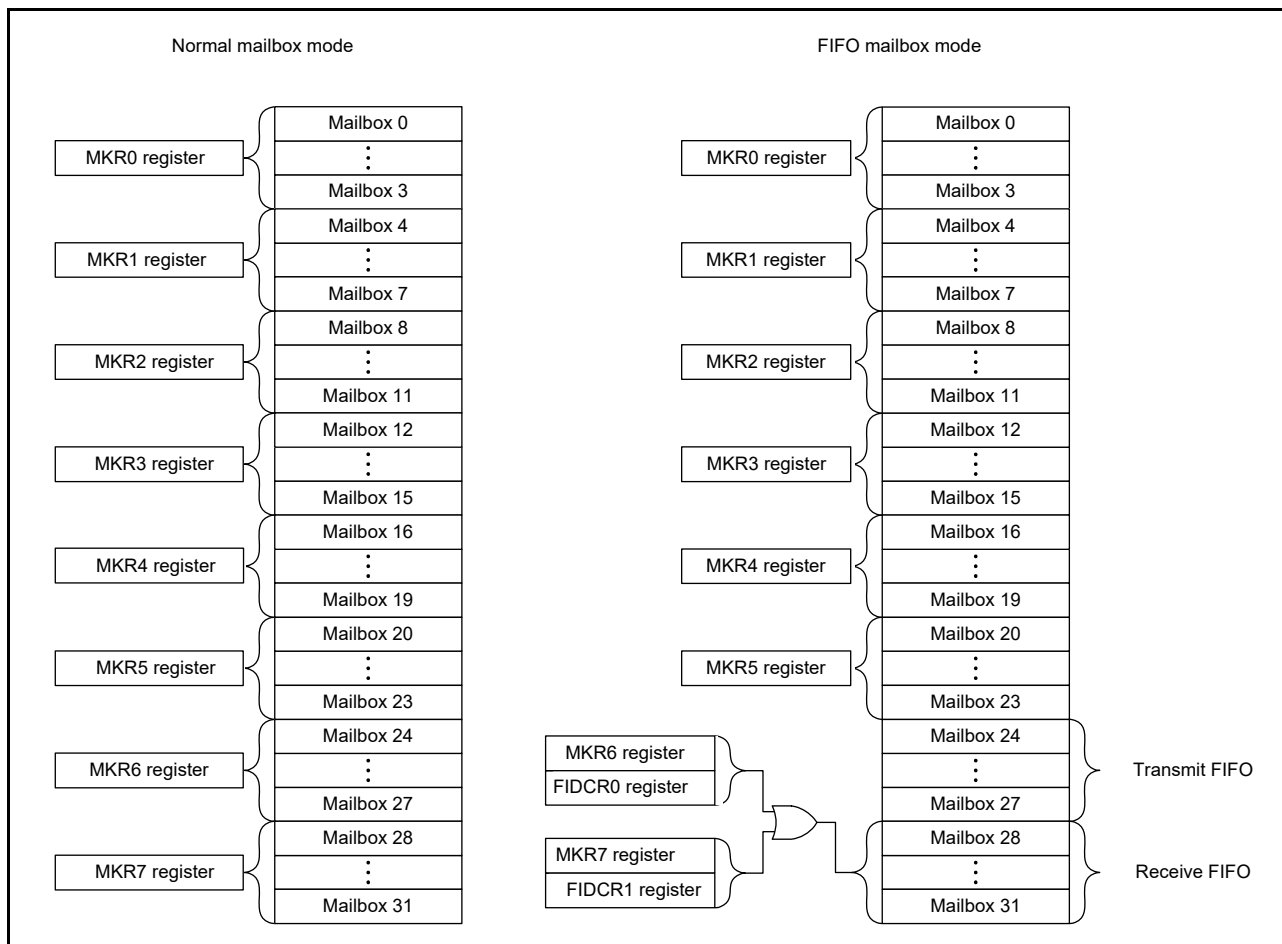 Normal mailbox mode
MKR0 register
Mailbox 0
Mailbox 3
MKR1 register
Mailbox 4
Mailbox 7
MKR2 register
Mailbox 8
Mailbox 11
MKR3 register
Mailbox 12
Mailbox 15
MKR4 register
Mailbox 16
Mailbox 19
MKR5 register
Mailbox 20
Mailbox 23
MKR6 register
Mailbox 24
Mailbox 27
MKR7 register
Mailbox 28
Mailbox 31
FIFO mailbox mode
MKR0 register
Mailbox 0
Mailbox 3
MKR1 register
Mailbox 4
Mailbox 7
MKR2 register
Mailbox 8
Mailbox 11
MKR3 register
Mailbox 12
Mailbox 15
MKR4 register
Mailbox 16
Mailbox 19
MKR5 register
Mailbox 20
Mailbox 23
MKR6 register
FIDCR0 register
Mailbox 24
Mailbox 27
Transmit FIFO
MKR7 register
FIDCR1 register
Mailbox 28
Mailbox 31
Receive FIFO